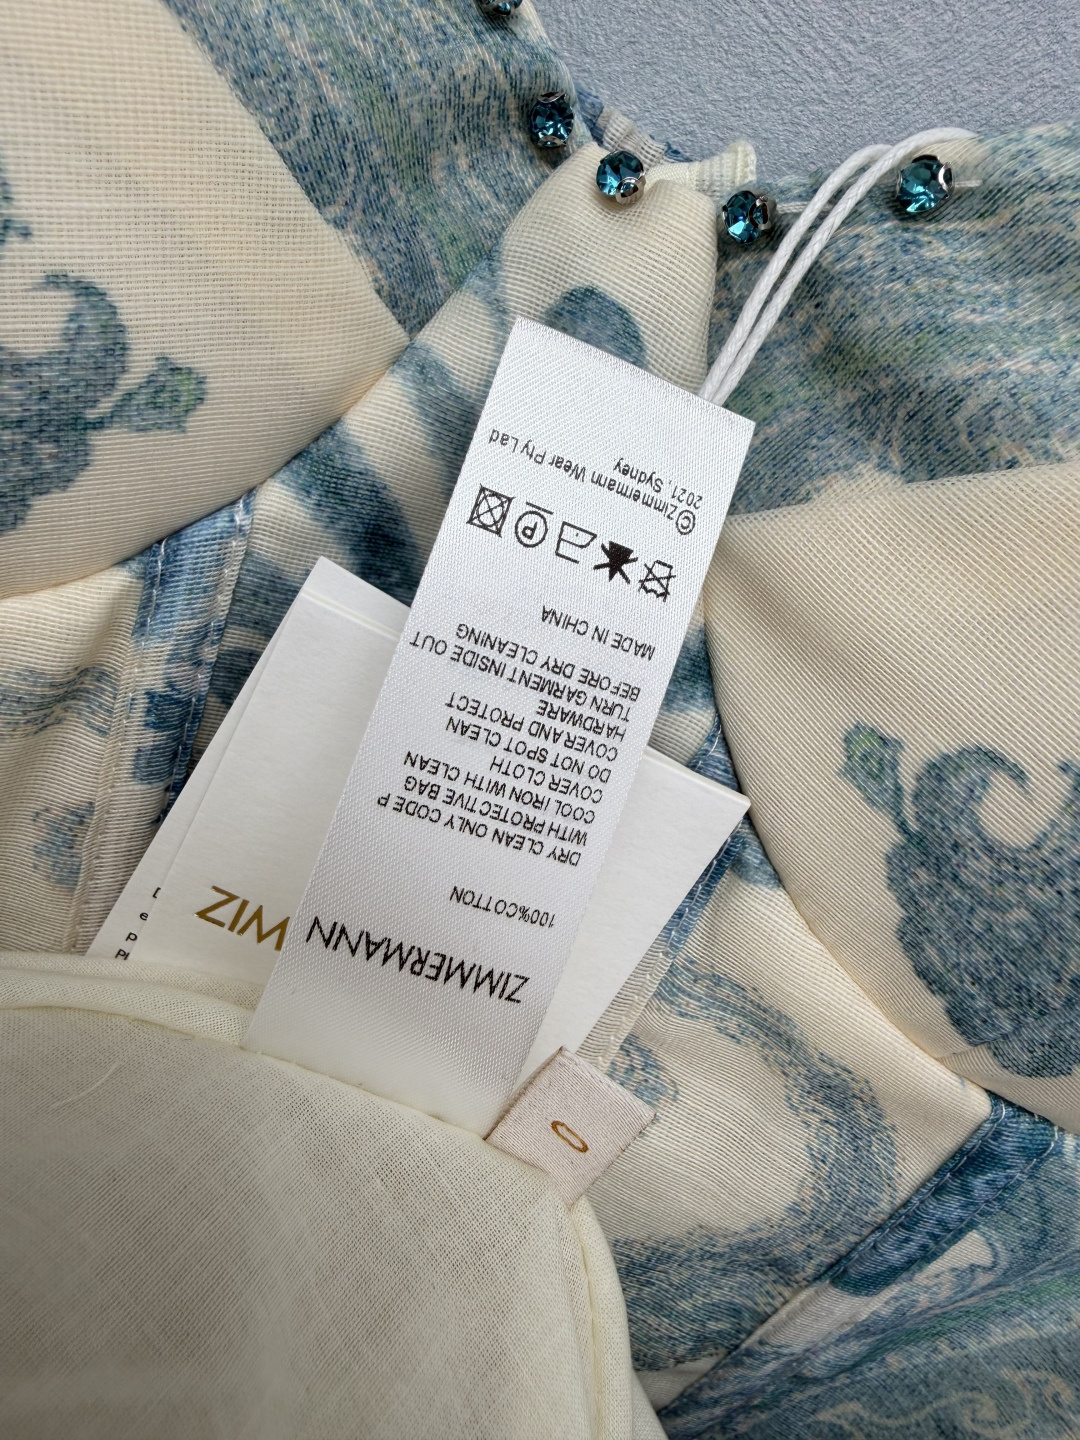 ZIMMERMANN
100%COTTON
DRY CLEAN ONLY CODE P
WITH PROTECTIVE BAG
COOL IRON WITH CLEAN
COVER CLOTH
DO NOT SPOT CLEAN
COVER AND PROTECT
HARDWARE
TURN GARMENT INSIDE OUT
BEFORE DRY CLEANING
MADE IN CHINA
P
©Zimmermann Wear Pty Lad
2021. Sydney
0